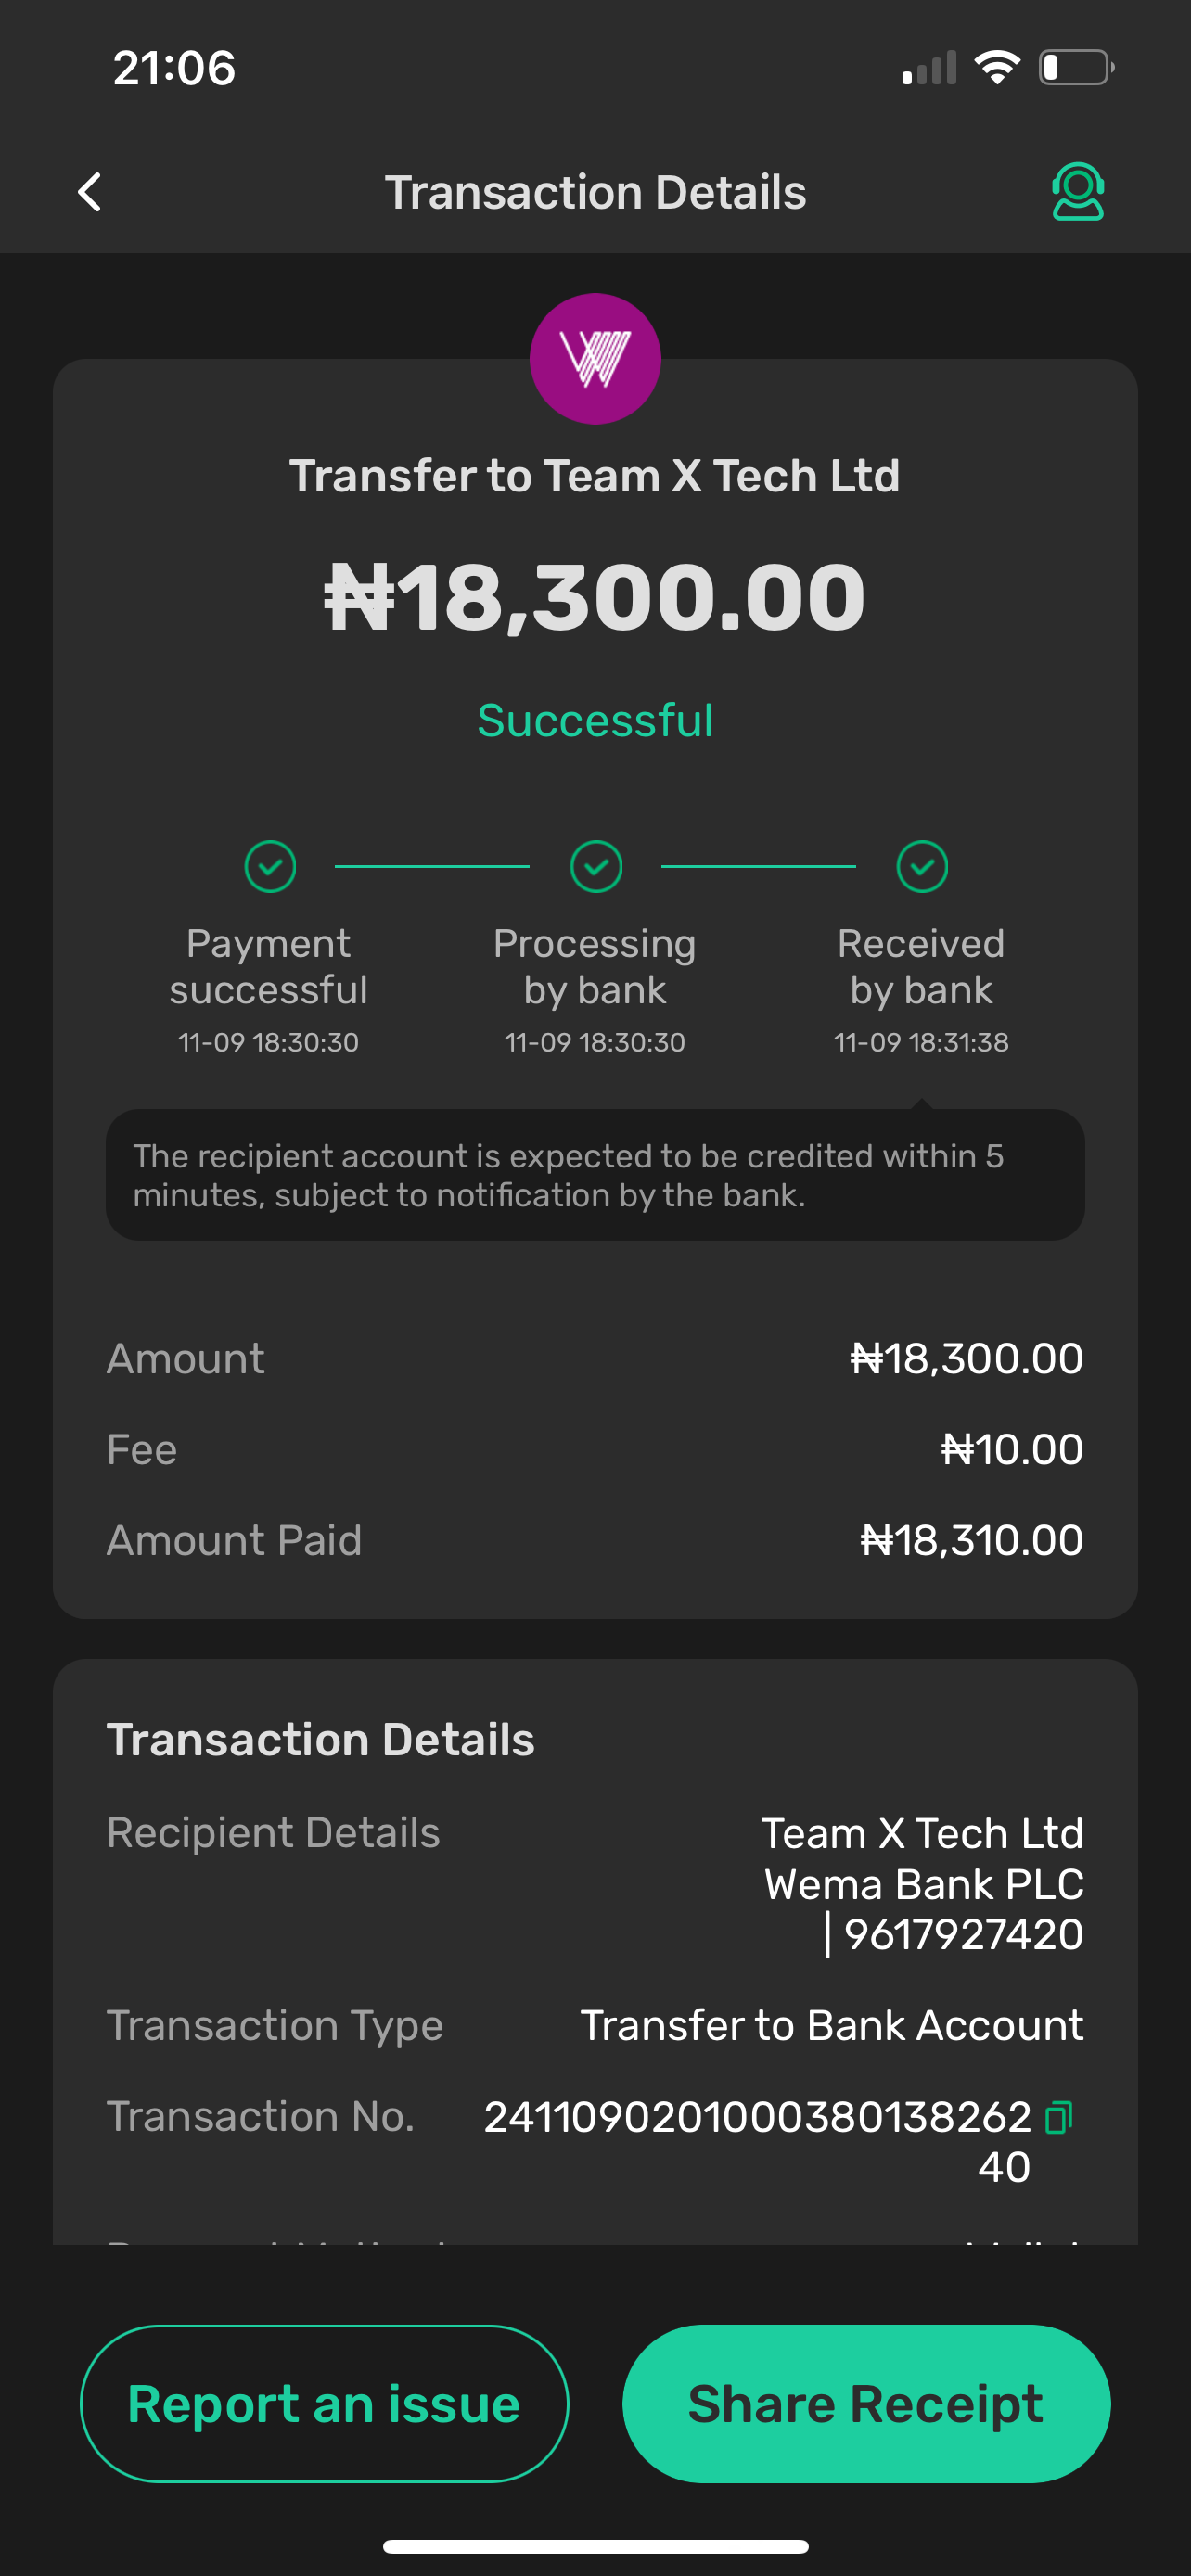 21:06
Transaction Details
Transfer to Team X Tech Ltd
₦18,300.00
Successful
Payment
successful
11-09 18:30:30
Processing
by bank
11-09 18:30:30
Received
by bank
11-09 18:31:38
The recipient account is expected to be credited within 5
minutes, subject to notification by the bank.
Amount ₦18,300.00
Fee ₦10.00
Amount Paid ₦18,310.00
Transaction Details
Recipient Details Team X Tech Ltd
Wema Bank PLC
| 9617927420
Transaction Type Transfer to Bank Account
Transaction No. 2411090201000380138262
40
Report an issue
Share Receipt